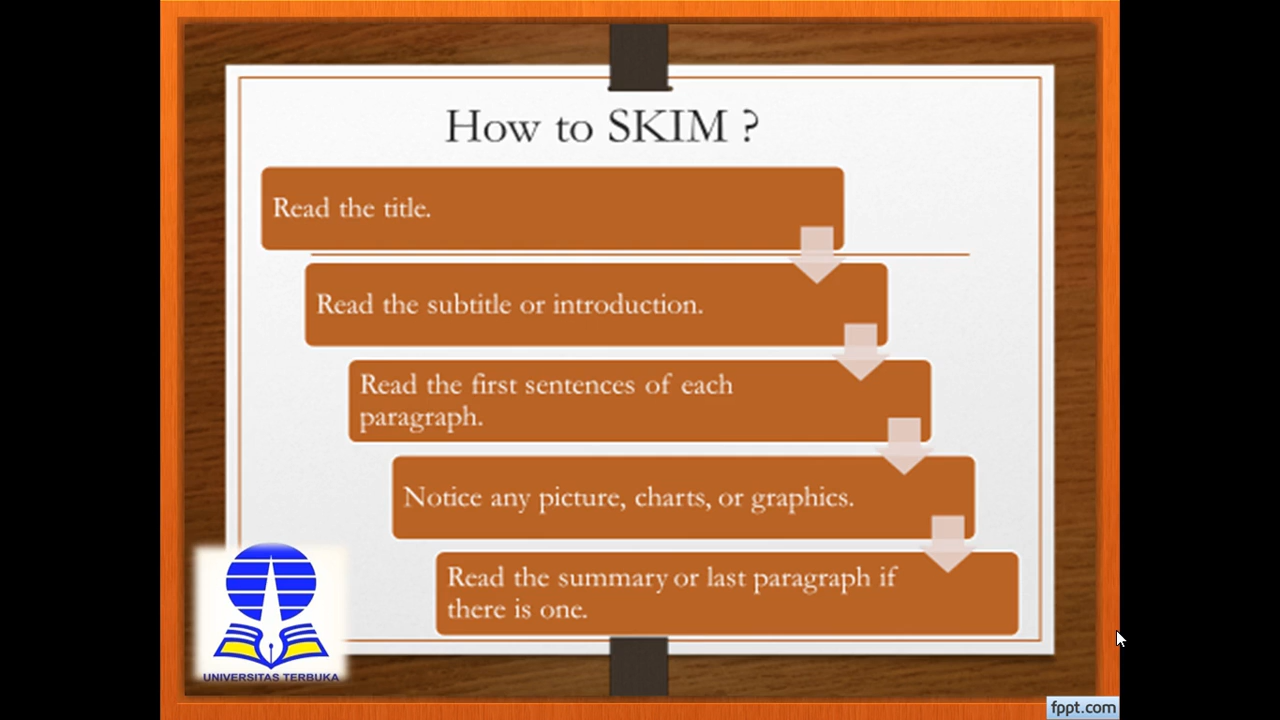 How to SKIM ?
Read the title.
Read the subtitle or introduction.
Read the first sentences of each
paragraph.
Notice any picture, charts, or graphics.
Read the summary or last paragraph if
there is one.
UNIVERSITAS TERBUKA
fppt.com